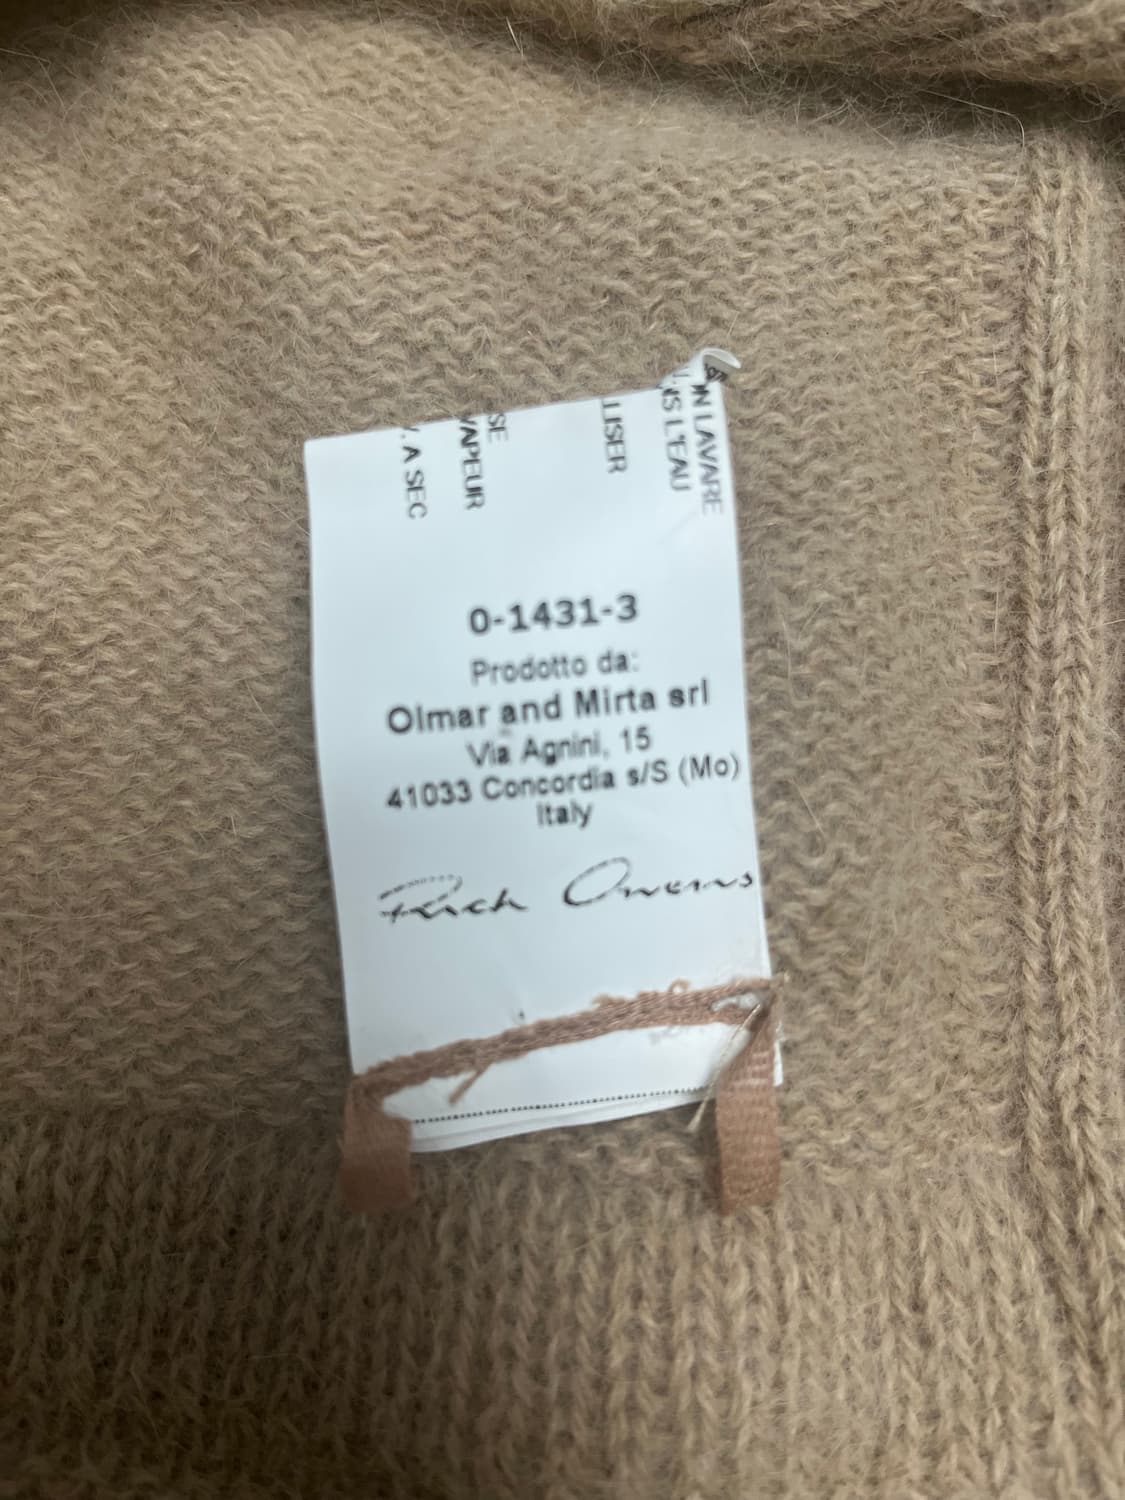 LAVARE
L'EAU
LISER
SE
VAPEUR
A SEC
0-1431-3
Prodotto da:
Olmar and Mirta srl
Via Agnini, 15
41033 Concordia s/S (Mo)
Italy
Rick Owens